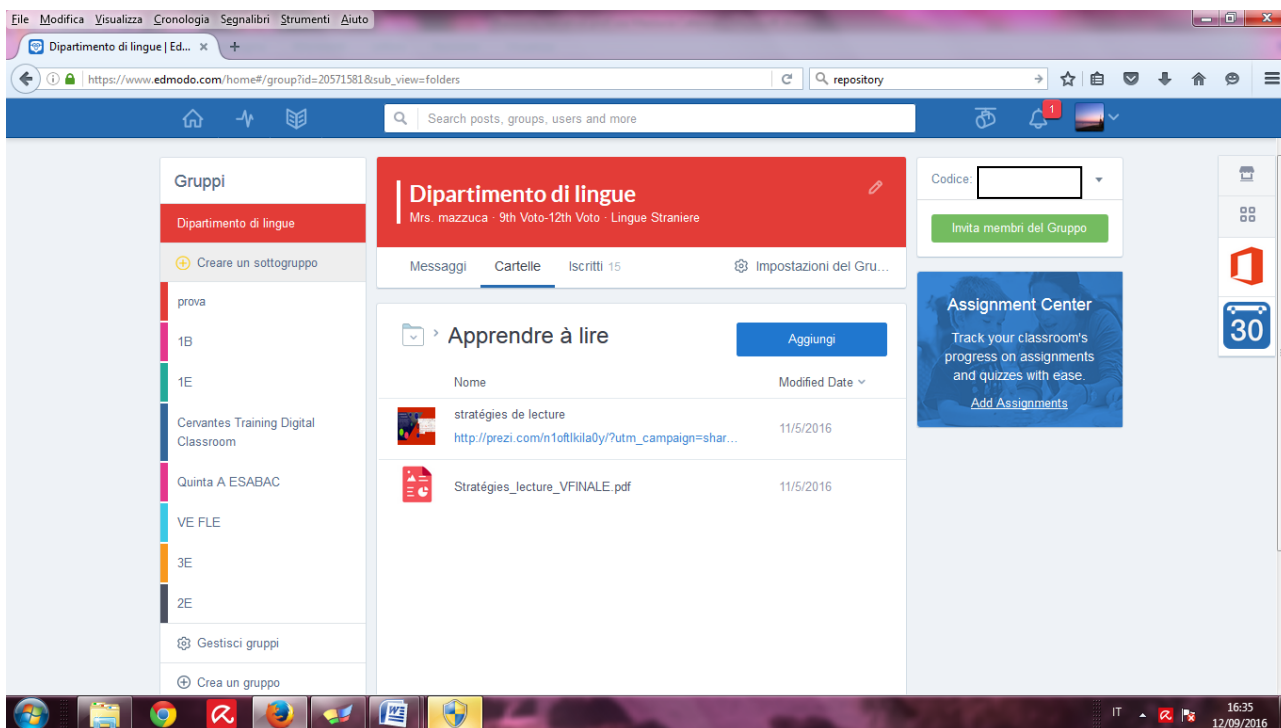 File Modifica Visualizza Cronologia Segnalibri Strumenti Aiuto
Dipartimento di lingue | Ed... × +
https://www.edmodo.com/home#/group?id=20571581&sub_view=folders
repository
Search posts, groups, users and more
1
Gruppi
Dipartimento di lingue
Creare un sottogruppo
prova
1B
1E
Cervantes Training Digital
Classroom
Quinta A ESABAC
VE FLE
3E
2E
Gestisci gruppi
Crea un gruppo
Dipartimento di lingue
Mrs. mazzuca · 9th Voto-12th Voto · Lingue Straniere
Messaggi Cartelle Iscritti 15 Impostazioni del Gru...
Apprendre à lire
Aggiungi
Nome Modified Date
stratégies de lecture
http://prezi.com/n1oftlkila0y/?utm_campaign=shar...
11/5/2016
Stratégies_lecture_VFINALE.pdf 11/5/2016
Codice:
Invita membri del Gruppo
Assignment Center
Track your classroom's
progress on assignments
and quizzes with ease.
Add Assignments
30
IT
16:35
12/09/2016